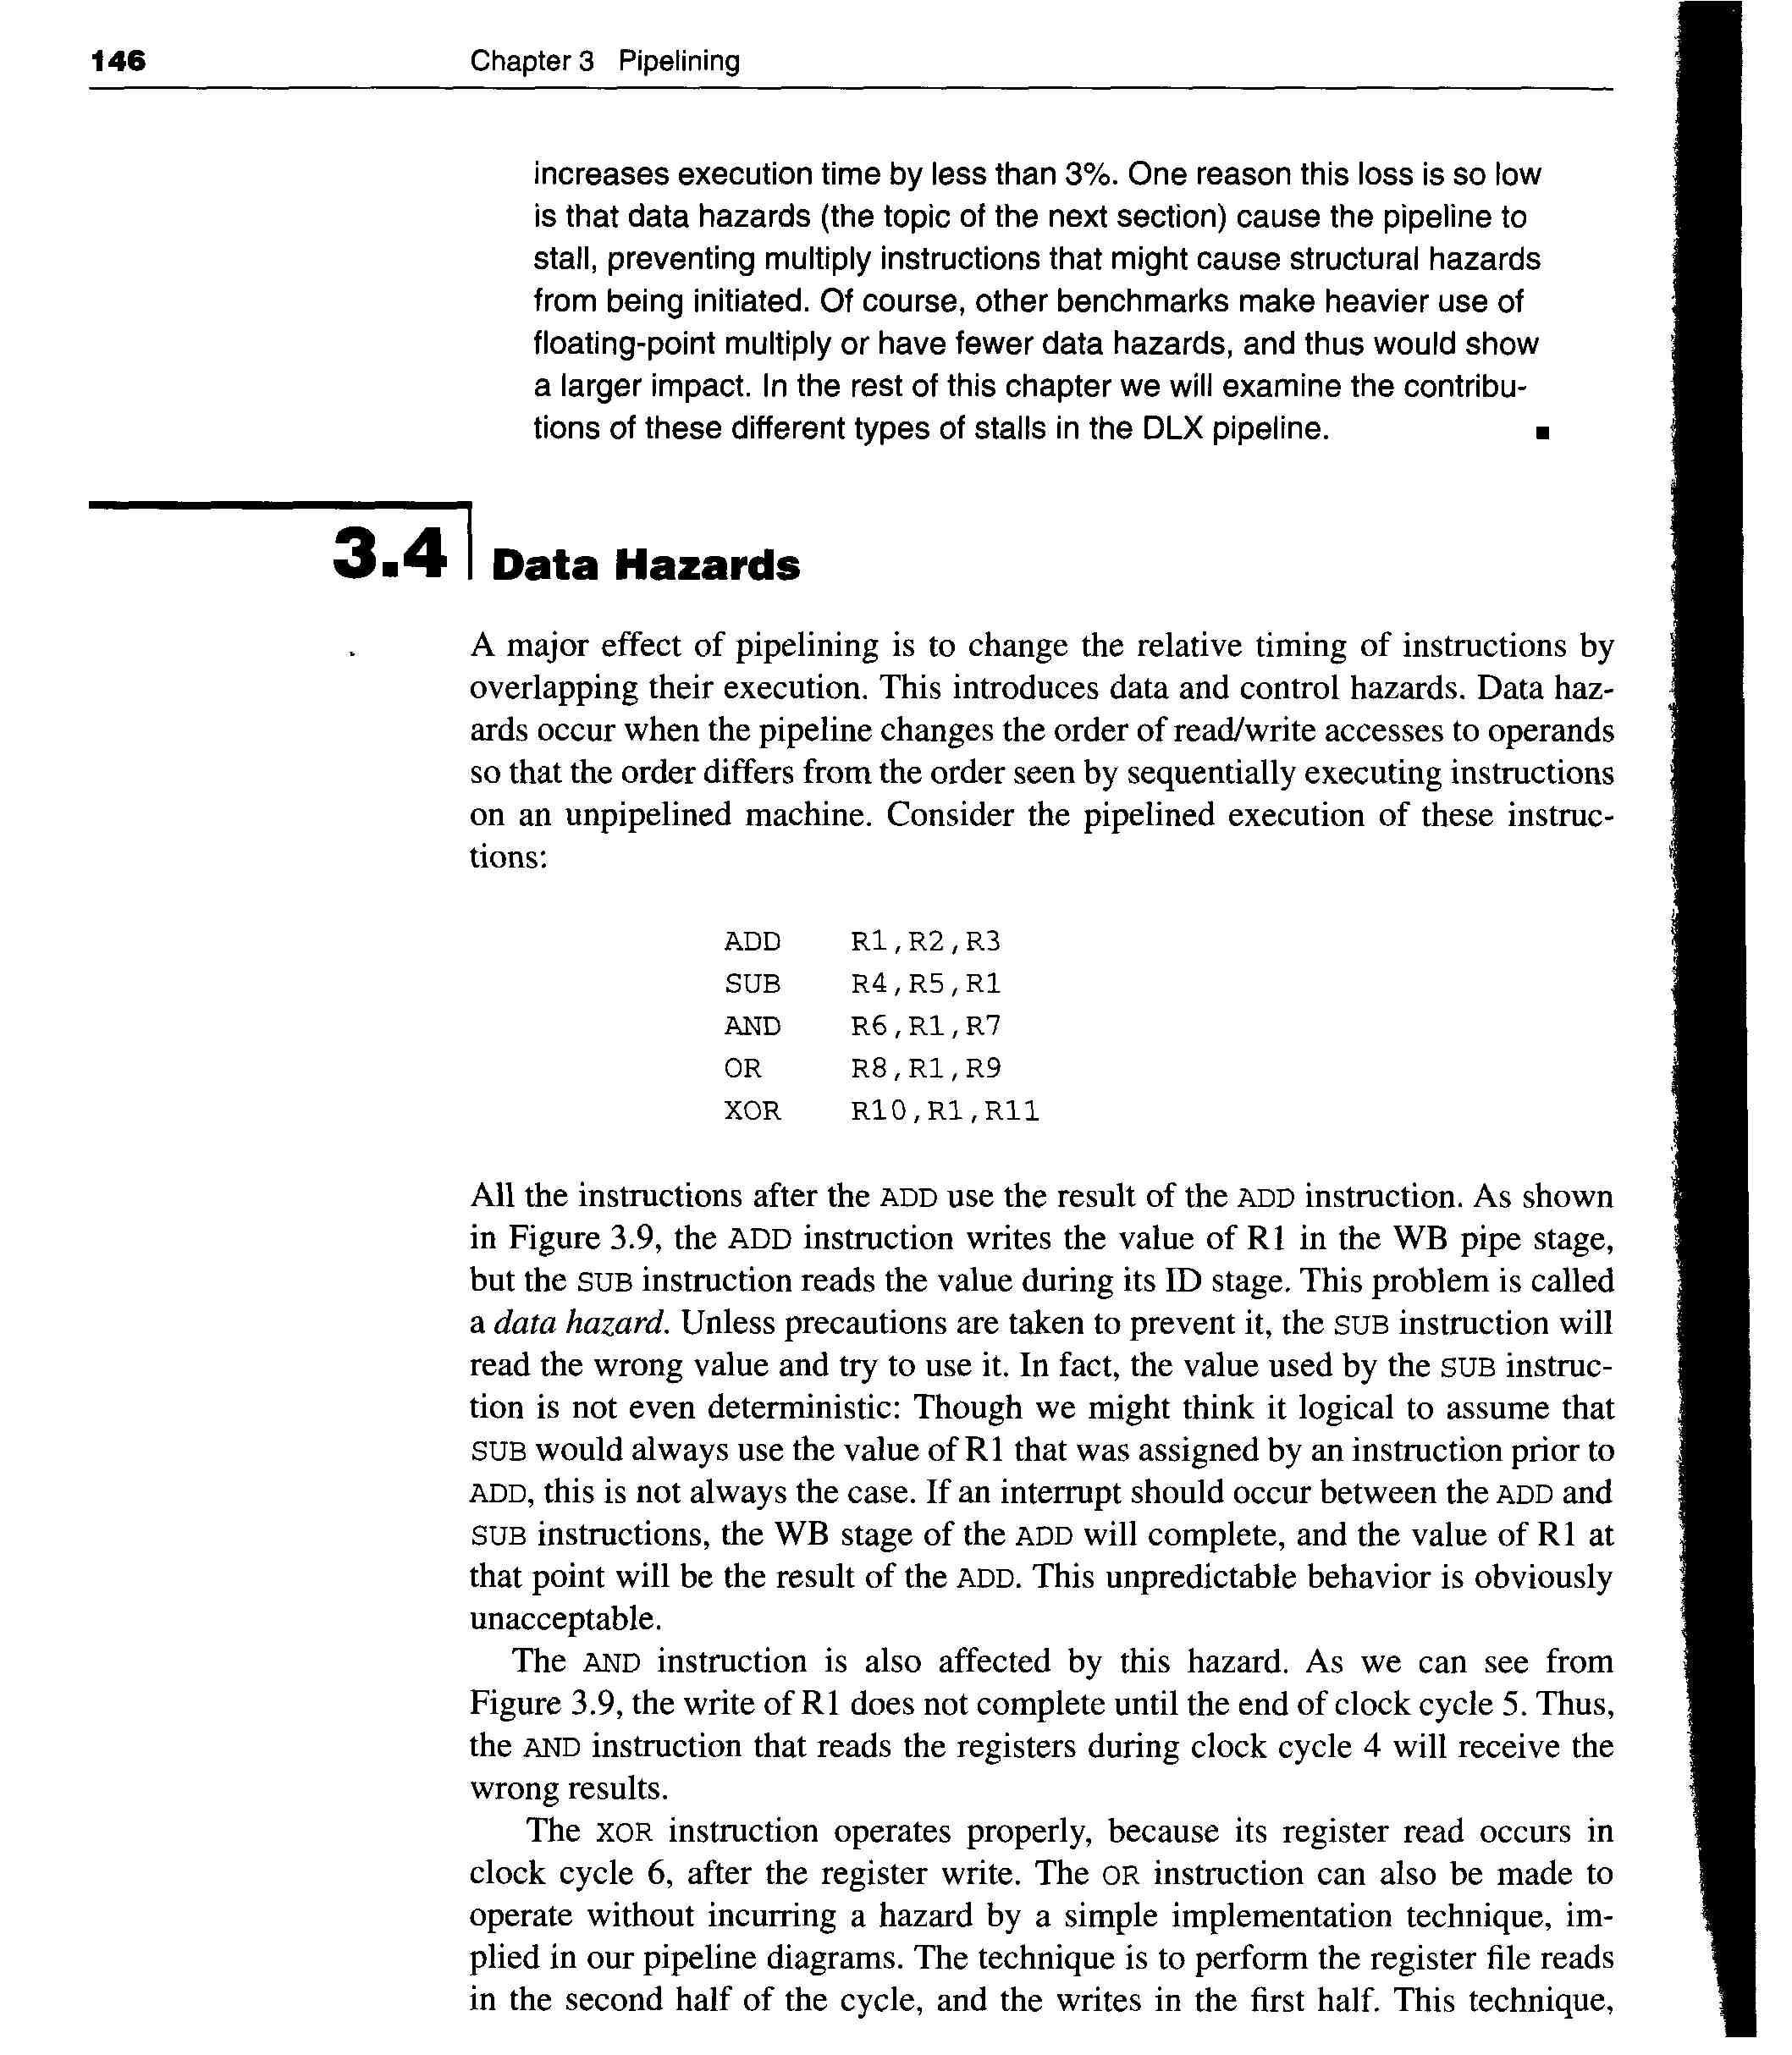 146 Chapter 3 Pipelining
increases execution time by less than 3%. One reason this loss is so low
is that data hazards (the topic of the next section) cause the pipeline to
stall, preventing multiply instructions that might cause structural hazards
from being initiated. Of course, other benchmarks make heavier use of
floating-point multiply or have fewer data hazards, and thus would show
a larger impact. In the rest of this chapter we will examine the contribu-
tions of these different types of stalls in the DLX pipeline. ■
3.4 Data Hazards
A major effect of pipelining is to change the relative timing of instructions by
overlapping their execution. This introduces data and control hazards. Data haz-
ards occur when the pipeline changes the order of read/write accesses to operands
so that the order differs from the order seen by sequentially executing instructions
on an unpipelined machine. Consider the pipelined execution of these instruc-
tions:
ADD R1,R2,R3
SUB R4,R5,R1
AND R6,R1,R7
OR R8,R1,R9
XOR R10,R1,R11
All the instructions after the ADD use the result of the ADD instruction. As shown
in Figure 3.9, the ADD instruction writes the value of R1 in the WB pipe stage,
but the SUB instruction reads the value during its ID stage. This problem is called
a data hazard. Unless precautions are taken to prevent it, the SUB instruction will
read the wrong value and try to use it. In fact, the value used by the SUB instruc-
tion is not even deterministic: Though we might think it logical to assume that
SUB would always use the value of R1 that was assigned by an instruction prior to
ADD, this is not always the case. If an interrupt should occur between the ADD and
SUB instructions, the WB stage of the ADD will complete, and the value of R1 at
that point will be the result of the ADD. This unpredictable behavior is obviously
unacceptable.
The AND instruction is also affected by this hazard. As we can see from
Figure 3.9, the write of R1 does not complete until the end of clock cycle 5. Thus,
the AND instruction that reads the registers during clock cycle 4 will receive the
wrong results.
The XOR instruction operates properly, because its register read occurs in
clock cycle 6, after the register write. The OR instruction can also be made to
operate without incurring a hazard by a simple implementation technique, im-
plied in our pipeline diagrams. The technique is to perform the register file reads
in the second half of the cycle, and the writes in the first half. This technique,